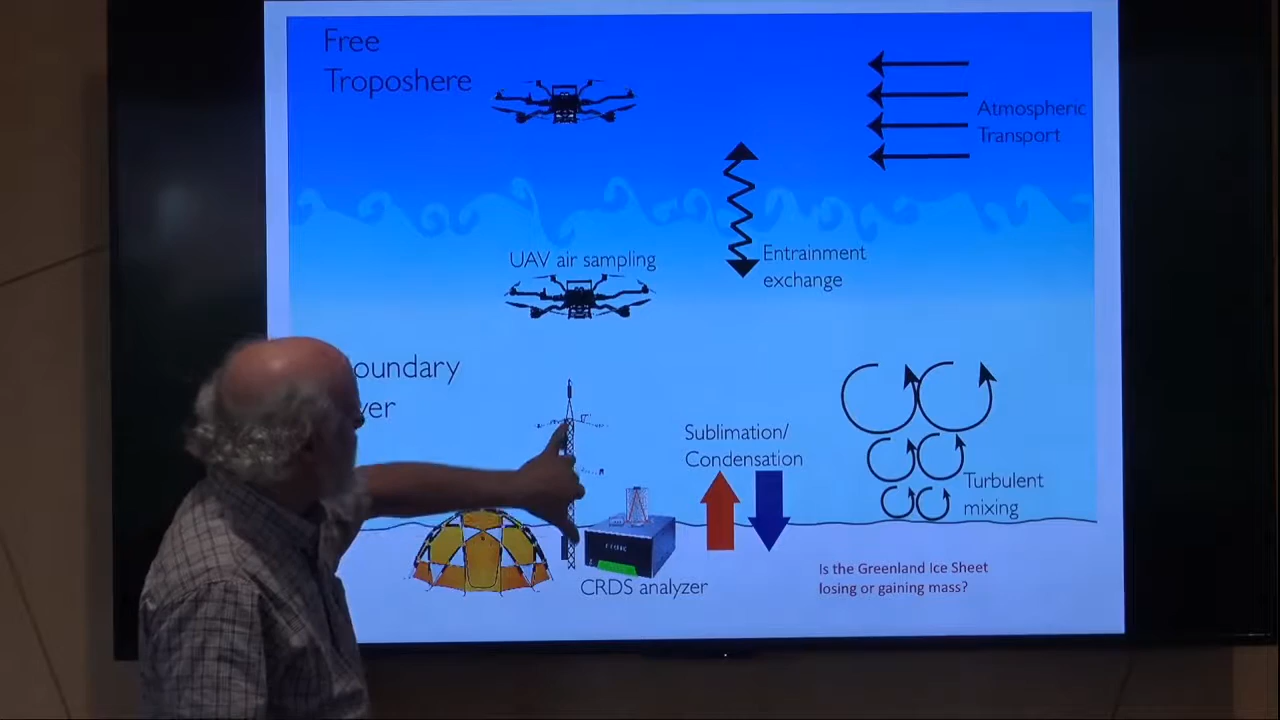 Free
Troposhere
Atmospheric
Transport
UAV air sampling
Entrainment
exchange
oundary
yer
Sublimation/
Condensation
Turbulent
mixing
Is the Greenland Ice Sheet
losing or gaining mass?
CRDS analyzer